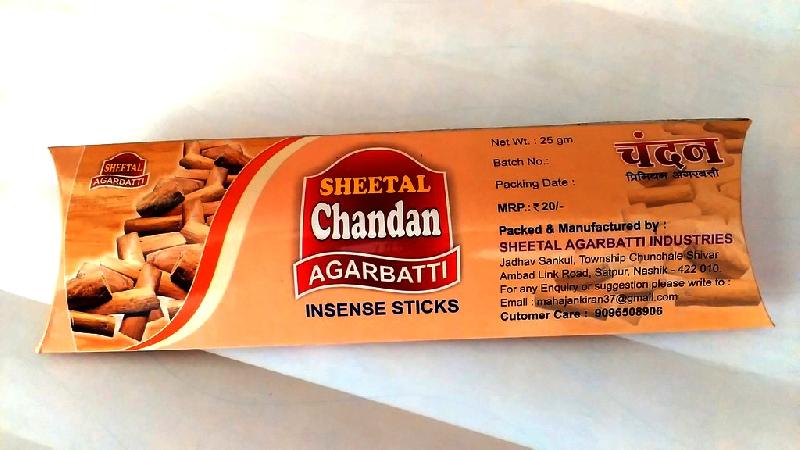 SHEETAL
AGARBATTI
SHEETAL
Chandan
AGARBATTI
INSENSE STICKS
Net Wt. : 25 gm
Batch No.:
Packing Date :
MRP.: ₹ 20/-
चंदन
प्रिमियम अगरबत्ती
Packed & Manufactured by :
SHEETAL AGARBATTI INDUSTRIES
Jadhav Sankul, Township Chunchale Shivar
Ambad Link Road, Satpur, Nashik - 422 010.
For any Enquiry or suggestion please write to :
Email : mahajankiran37@gmail.com
Cutomer Care : 9096508906